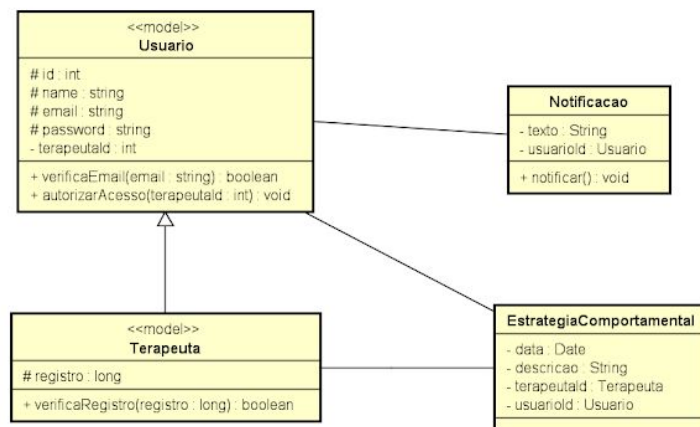 <<model>>
Usuario
# id : int
# name : string
# email : string
# password : string
- terapeutaId : int
+ verificaEmail(email : string) : boolean
+ autorizarAcesso(terapeutaId : int) : void
Notificacao
- texto : String
- usuarioId : Usuario
+ notificar() : void
<<model>>
Terapeuta
# registro : long
+ verificaRegistro(registro : long) : boolean
EstrategiaComportamental
- data : Date
- descricao : String
- terapeutaId : Terapeuta
- usuarioId : Usuario